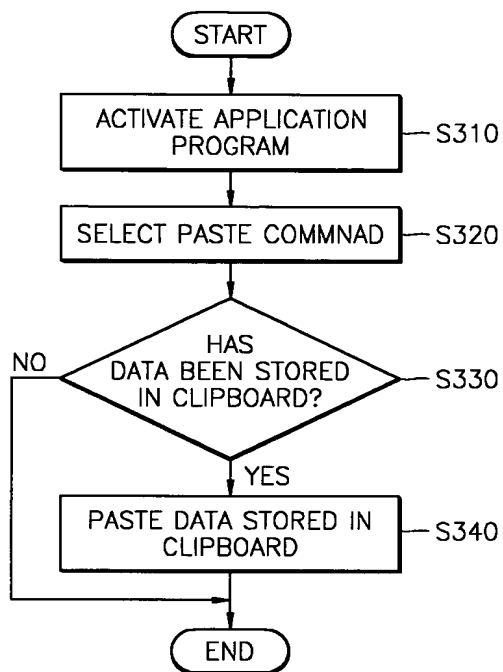 START
ACTIVATE APPLICATION
PROGRAM
S310
SELECT PASTE COMMNAD
S320
HAS
DATA BEEN STORED
IN CLIPBOARD?
S330
NO
YES
PASTE DATA STORED IN
CLIPBOARD
S340
END